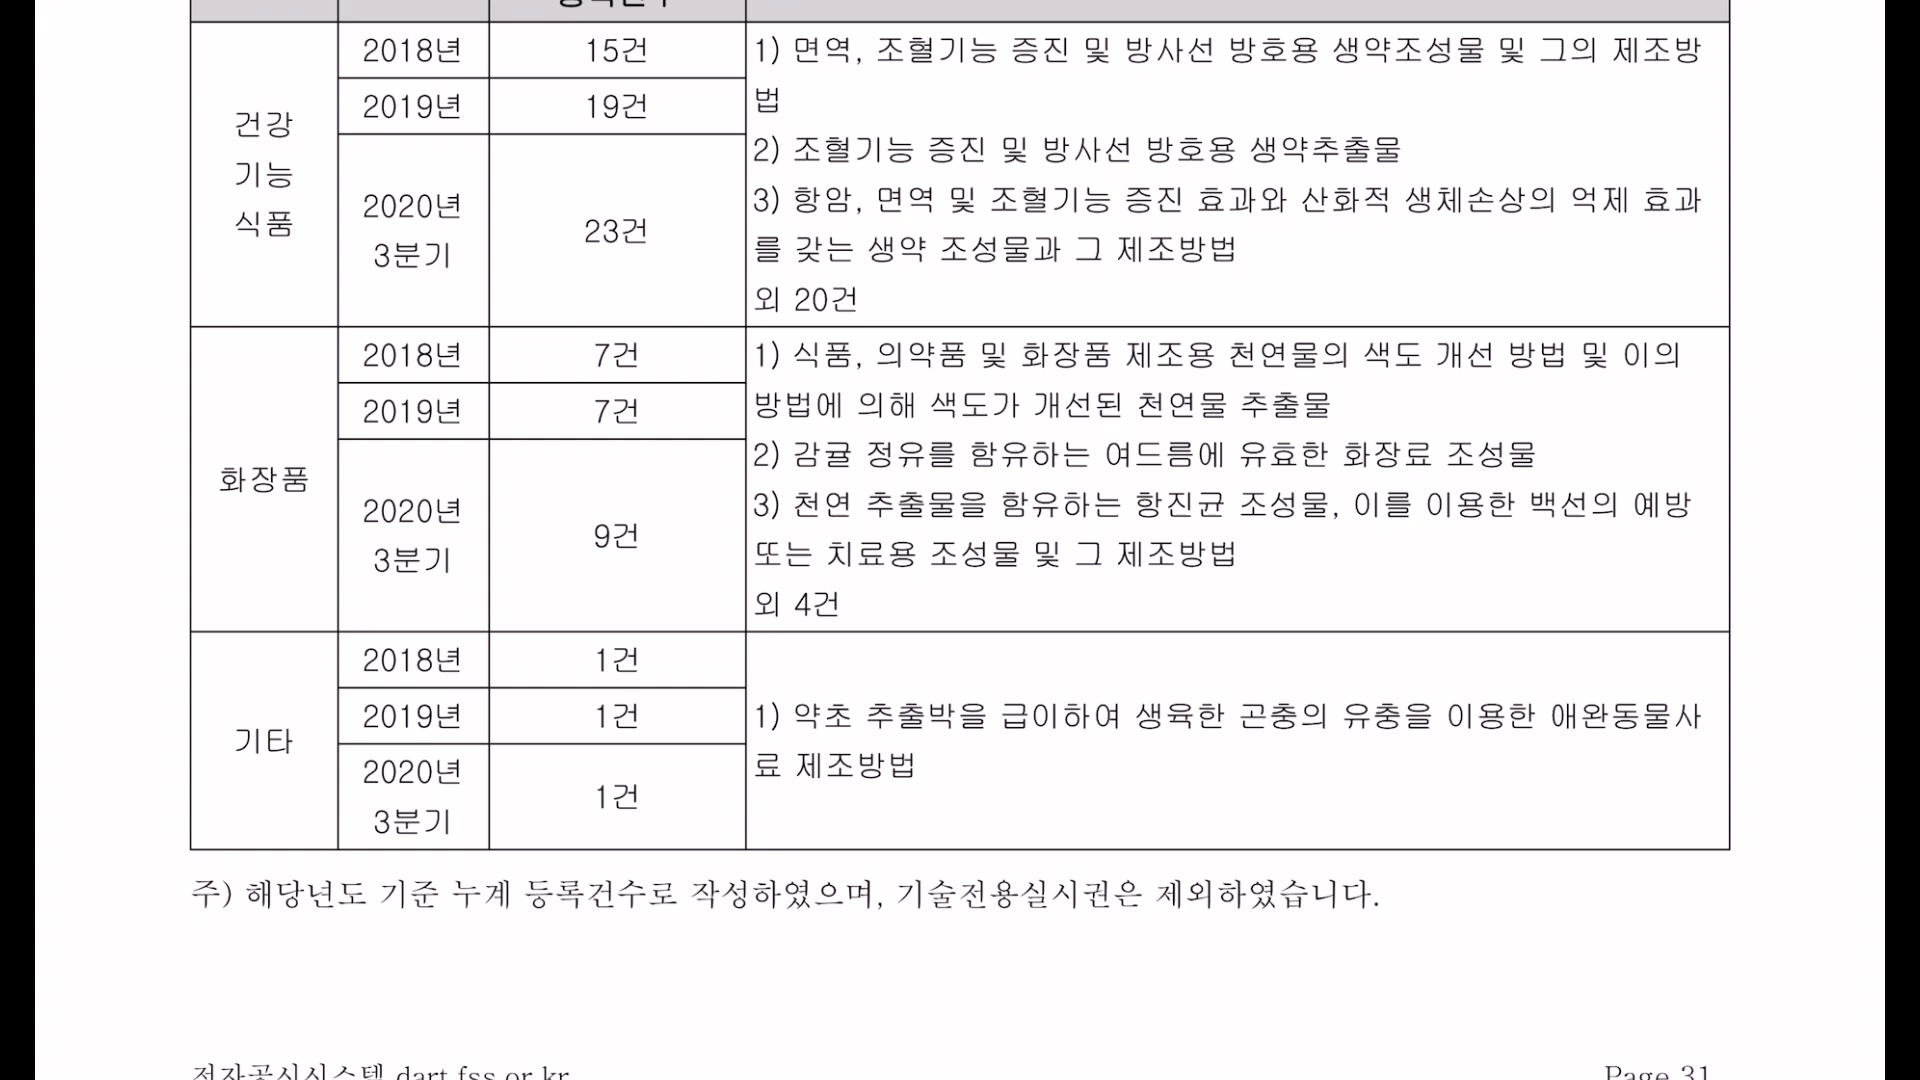 건강
기능
식품
2018년
15건
2019년
19건
2020년
3분기
23건
1) 면역, 조혈기능 증진 및 방사선 방호용 생약조성물 및 그의 제조방
법
2) 조혈기능 증진 및 방사선 방호용 생약추출물
3) 항암, 면역 및 조혈기능 증진 효과와 산화적 생체손상의 억제 효과
를 갖는 생약 조성물과 그 제조방법
외 20건
화장품
2018년
7건
2019년
7건
2020년
3분기
9건
1) 식품, 의약품 및 화장품 제조용 천연물의 색도 개선 방법 및 이의
방법에 의해 색도가 개선된 천연물 추출물
2) 감귤 정유를 함유하는 여드름에 유효한 화장료 조성물
3) 천연 추출물을 함유하는 항진균 조성물, 이를 이용한 백선의 예방
또는 치료용 조성물 및 그 제조방법
외 4건
기타
2018년
1건
2019년
1건
2020년
3분기
1건
1) 약초 추출박을 급이하여 생육한 곤충의 유충을 이용한 애완동물사
료 제조방법
주) 해당년도 기준 누계 등록건수로 작성하였으며, 기술전용실시권은 제외하였습니다.
전자공시시스템 dart.fss.or.kr
Page 31